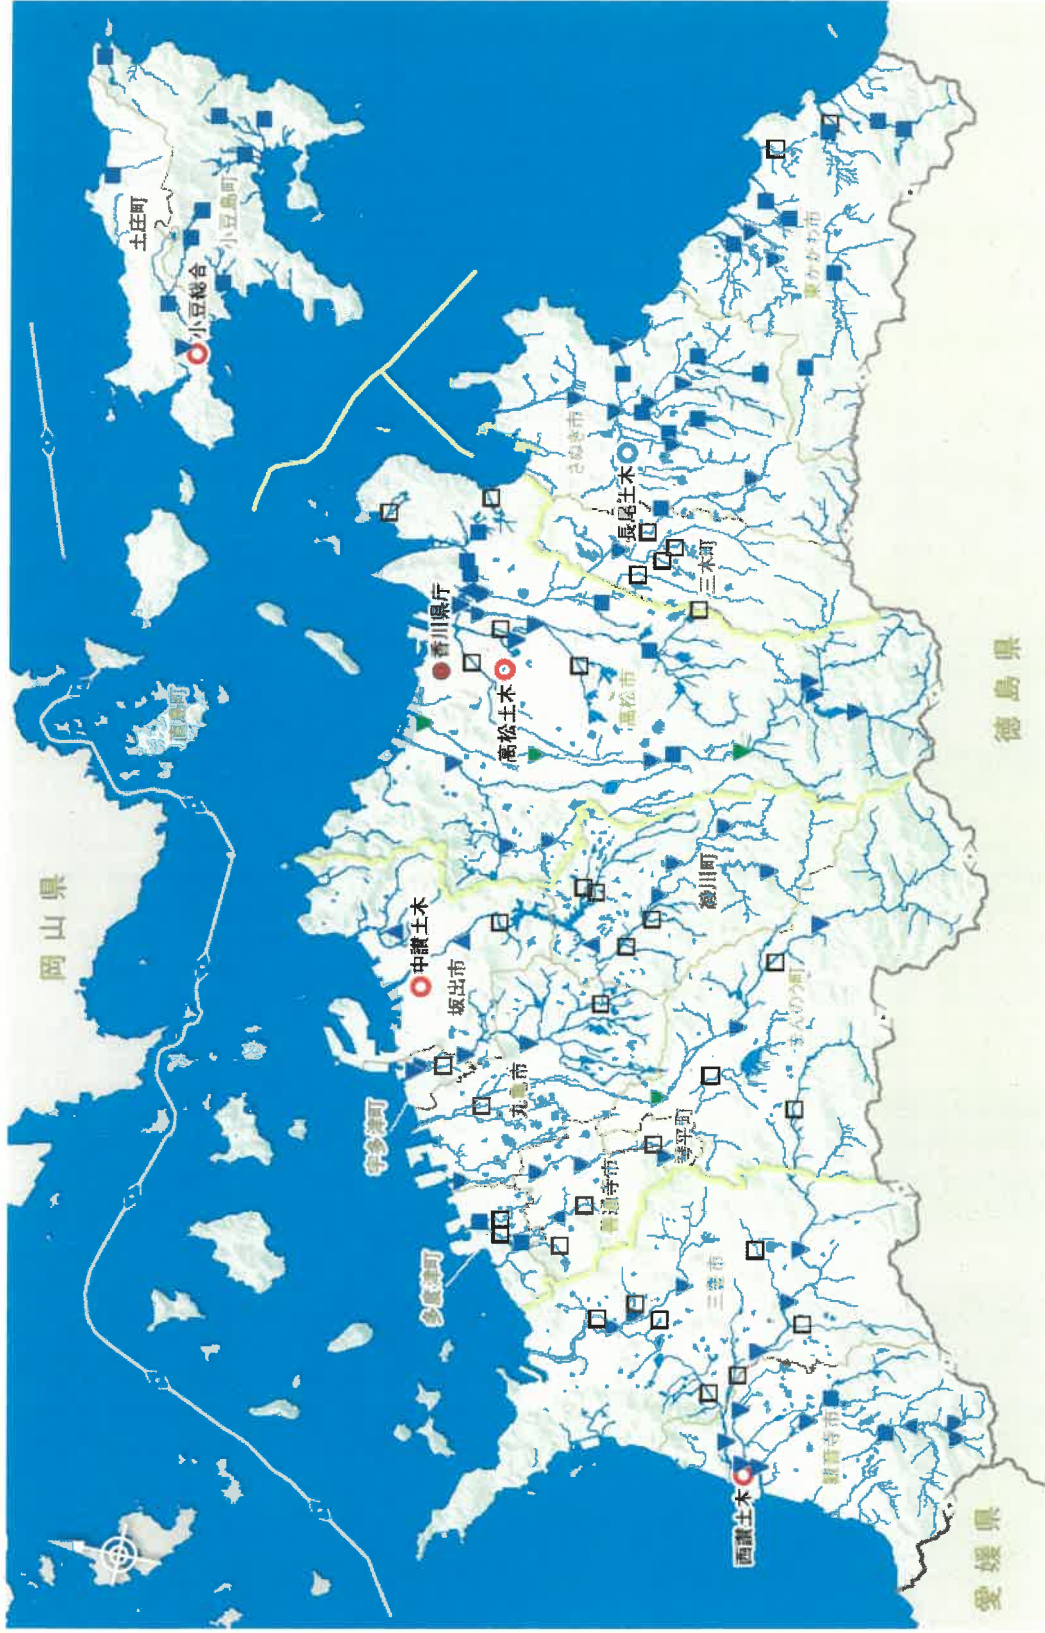 岡山県
土庄町
小豆島町
小豆総合
直島町
香川県庁
高松土木
高松市
さぬき市
長尾土木
三木町
東かがわ市
中讃土木
坂出市
綾川町
宇多津町
丸亀市
まんのう町
多度津町
善通寺市
琴平町
三豊市
西讃土木
観音寺市
徳島県
愛媛県